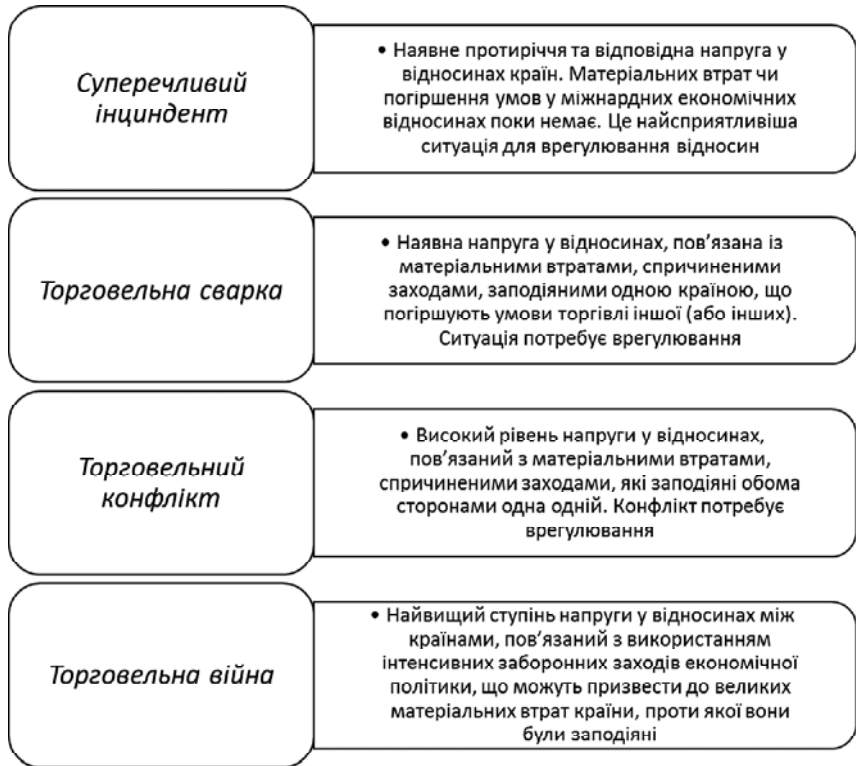 Суперечливий
інциндент
• Наявне протиріччя та відповідна напруга у
відносинах країн. Матеріальних втрат чи
погіршення умов у міжнардних економічних
відносинах поки немає. Це найсприятливіша
ситуація для врегулювання відносин
Торговельна сварка
• Наявна напруга у відносинах, пов’язана із
матеріальними втратами, спричиненими
заходами, заподіяними одною країною, що
погіршують умови торгівлі іншої (або інших).
Ситуація потребує врегулювання
Торговельний
конфлікт
• Високий рівень напруги у відносинах,
пов’язаний з матеріальними втратами,
спричиненими заходами, які заподіяні обома
сторонами одна одній. Конфлікт потребує
врегулювання
Торговельна війна
• Найвищий ступінь напруги у відносинах між
країнами, пов’язаний з використанням
інтенсивних заборонних заходів економічної
політики, що можуть призвести до великих
матеріальних втрат країни, проти якої вони
були заподіяні